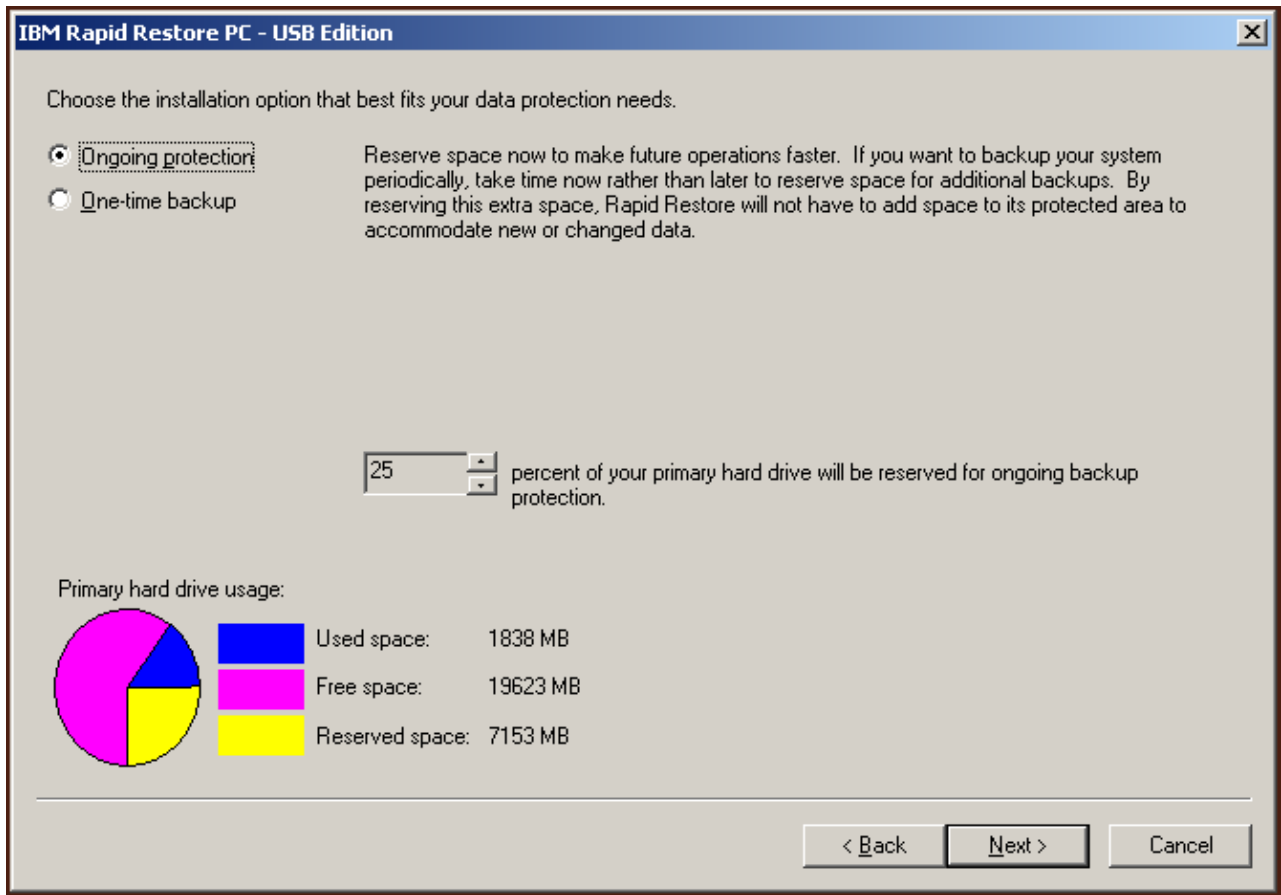 IBM Rapid Restore PC - USB Edition
Choose the installation option that best fits your data protection needs.
Ongoing protection
One-time backup
Reserve space now to make future operations faster. If you want to backup your system
periodically, take time now rather than later to reserve space for additional backups. By
reserving this extra space, Rapid Restore will not have to add space to its protected area to
accommodate new or changed data.
25
percent of your primary hard drive will be reserved for ongoing backup
protection.
Primary hard drive usage:
Used space: 1838 MB
Free space: 19623 MB
Reserved space: 7153 MB
< Back Next > Cancel